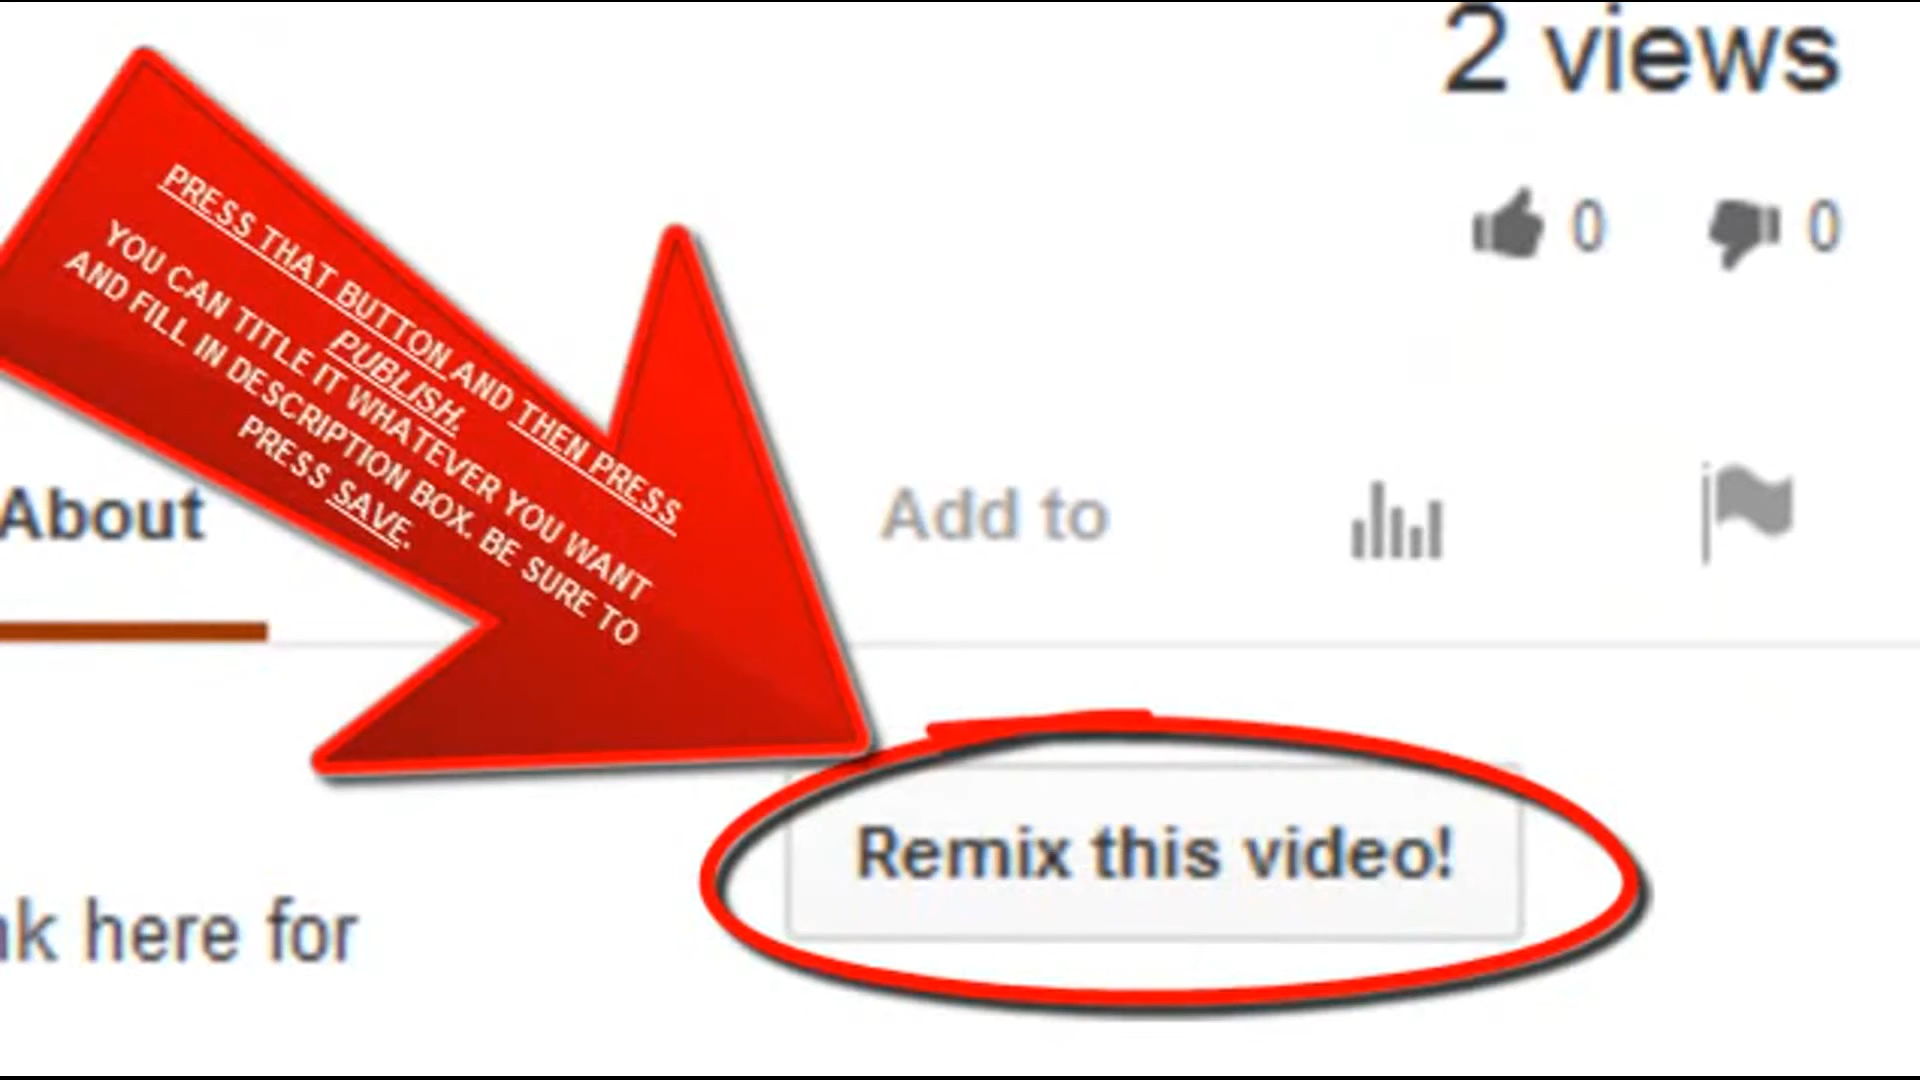 2 views
0 0
PRESS THAT BUTTON AND THEN PRESS
PUBLISH.
YOU CAN TITLE IT WHATEVER YOU WANT
AND FILL IN DESCRIPTION BOX. BE SURE TO
PRESS SAVE.
About
Add to
Remix this video!
here for